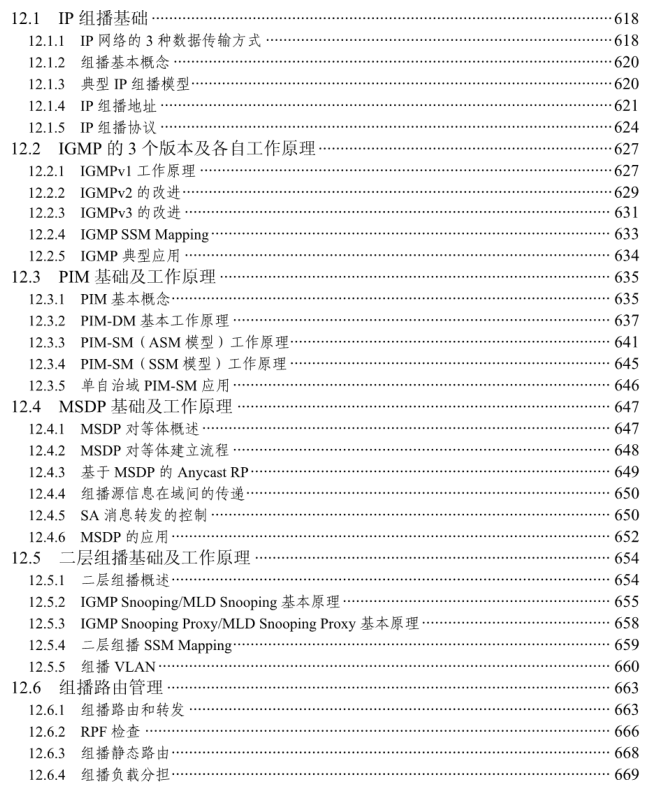 12.1 IP 组播基础 ……… 618
12.1.1 IP 网络的 3 种数据传输方式 ……… 618
12.1.2 组播基本概念 ……… 620
12.1.3 典型 IP 组播模型 ……… 620
12.1.4 IP 组播地址 ……… 621
12.1.5 IP 组播协议 ……… 624
12.2 IGMP 的 3 个版本及各自工作原理 ……… 627
12.2.1 IGMPv1 工作原理 ……… 627
12.2.2 IGMPv2 的改进 ……… 629
12.2.3 IGMPv3 的改进 ……… 631
12.2.4 IGMP SSM Mapping ……… 633
12.2.5 IGMP 典型应用 ……… 634
12.3 PIM 基础及工作原理 ……… 635
12.3.1 PIM 基本概念 ……… 635
12.3.2 PIM-DM 基本工作原理 ……… 637
12.3.3 PIM-SM（ASM 模型）工作原理 ……… 641
12.3.4 PIM-SM（SSM 模型）工作原理 ……… 645
12.3.5 单自治域 PIM-SM 应用 ……… 646
12.4 MSDP 基础及工作原理 ……… 647
12.4.1 MSDP 对等体概述 ……… 647
12.4.2 MSDP 对等体建立流程 ……… 648
12.4.3 基于 MSDP 的 Anycast RP ……… 649
12.4.4 组播源信息在域间的传递 ……… 650
12.4.5 SA 消息转发的控制 ……… 650
12.4.6 MSDP 的应用 ……… 652
12.5 二层组播基础及工作原理 ……… 654
12.5.1 二层组播概述 ……… 654
12.5.2 IGMP Snooping/MLD Snooping 基本原理 ……… 655
12.5.3 IGMP Snooping Proxy/MLD Snooping Proxy 基本原理 ……… 658
12.5.4 二层组播 SSM Mapping ……… 659
12.5.5 组播 VLAN ……… 660
12.6 组播路由管理 ……… 663
12.6.1 组播路由和转发 ……… 663
12.6.2 RPF 检查 ……… 666
12.6.3 组播静态路由 ……… 668
12.6.4 组播负载分担 ……… 669